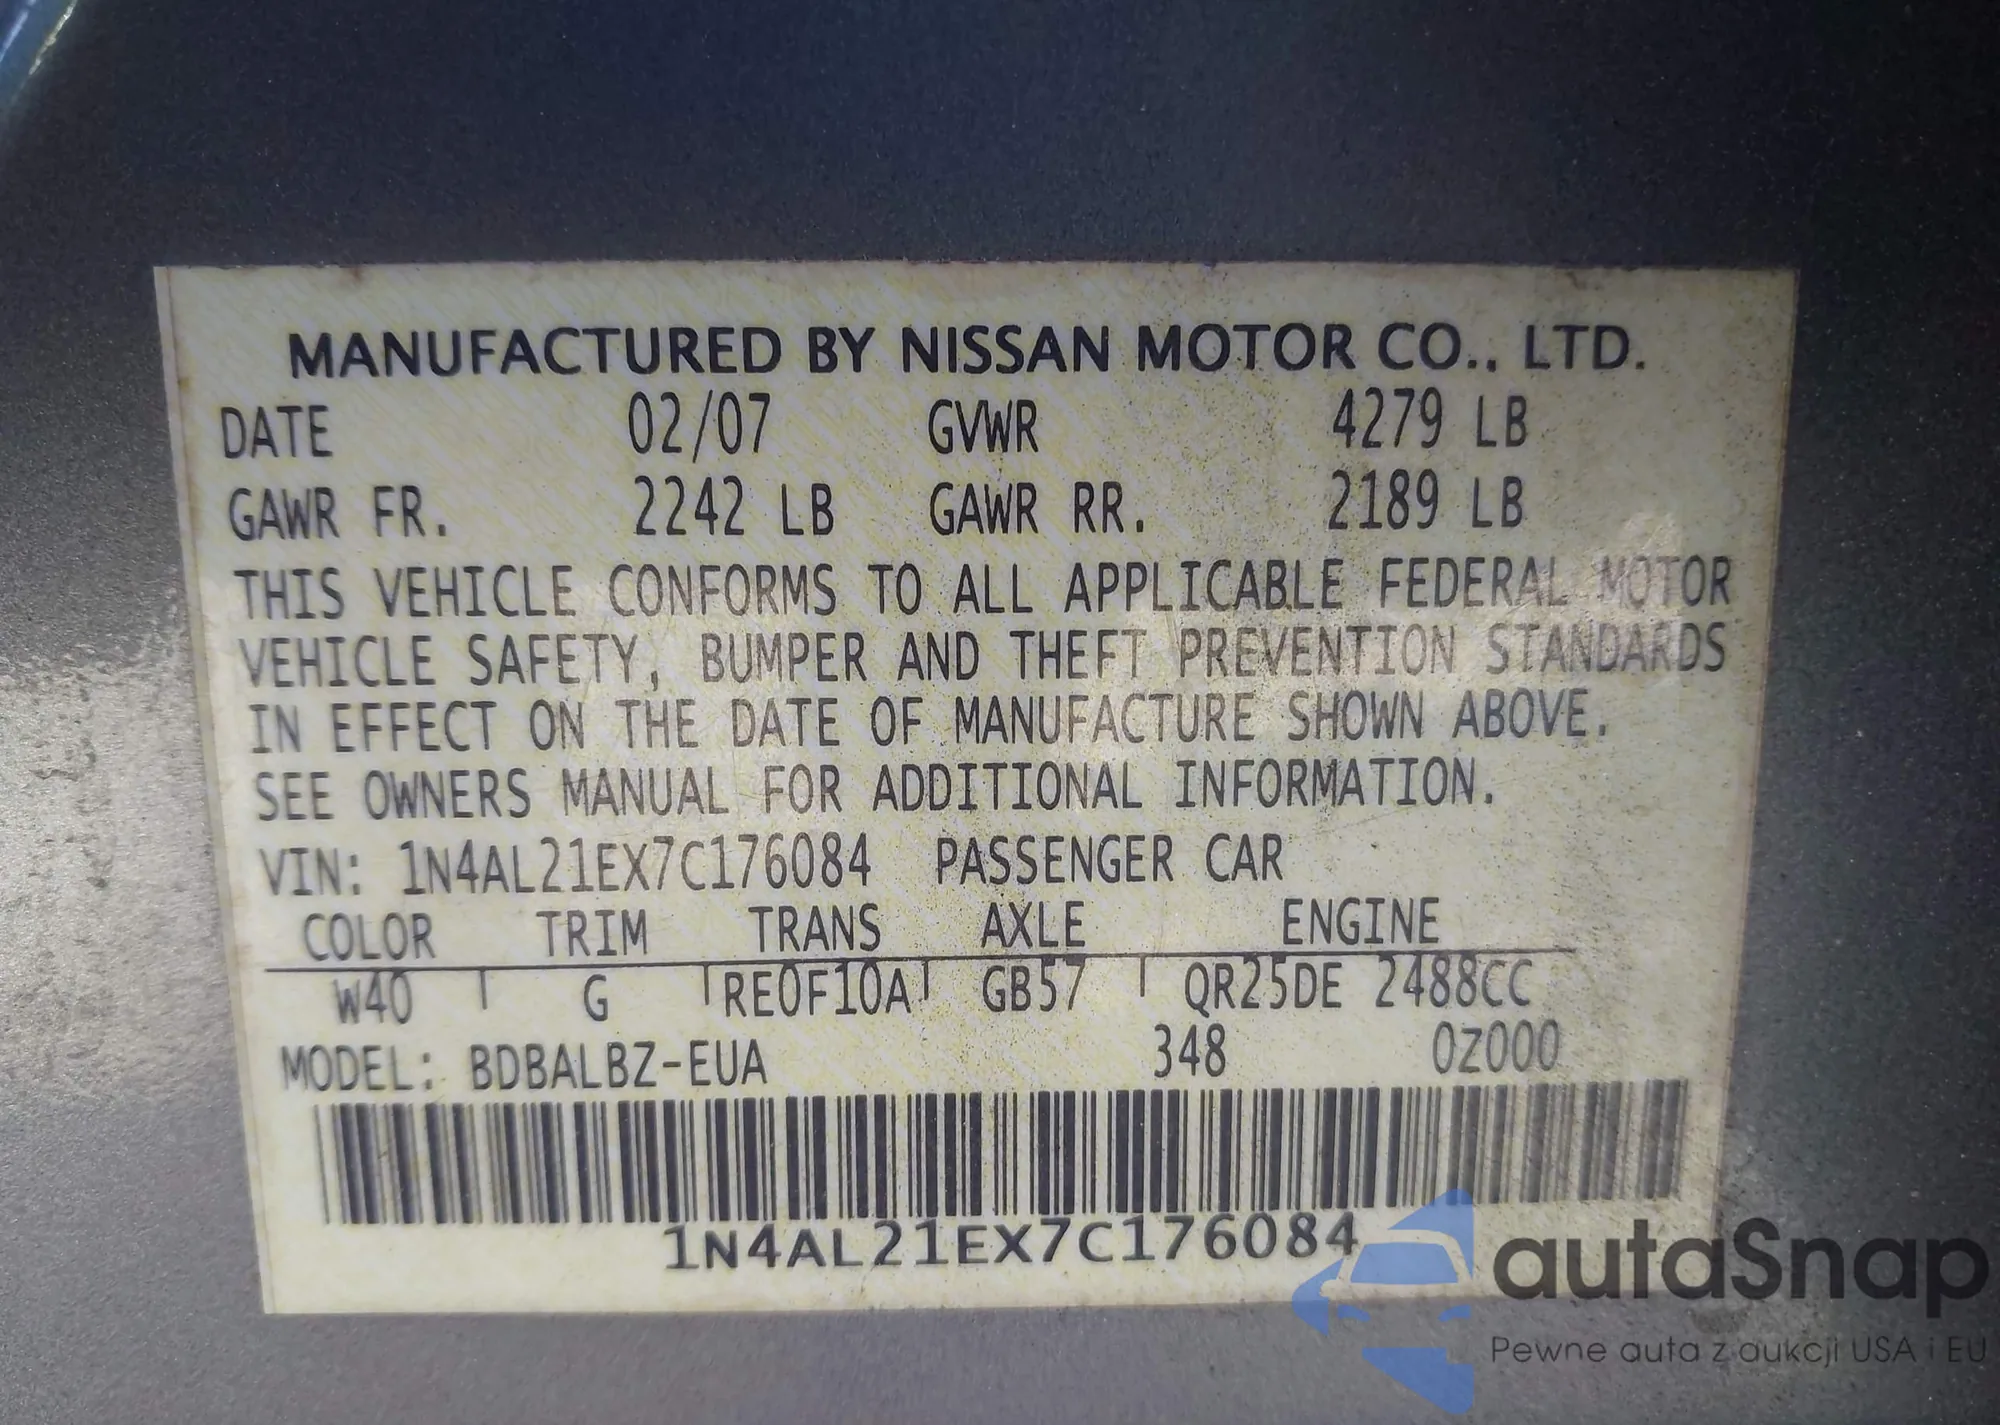 MANUFACTURED BY NISSAN MOTOR CO., LTD.
DATE 02/07 GVWR 4279 LB
GAWR FR. 2242 LB GAWR RR. 2189 LB
THIS VEHICLE CONFORMS TO ALL APPLICABLE FEDERAL MOTOR
VEHICLE SAFETY, BUMPER AND THEFT PREVENTION STANDARDS
IN EFFECT ON THE DATE OF MANUFACTURE SHOWN ABOVE.
SEE OWNERS MANUAL FOR ADDITIONAL INFORMATION.
VIN: 1N4AL21EX7C176084 PASSENGER CAR
COLOR TRIM TRANS AXLE ENGINE
W40 G RE0F10A GB57 QR25DE 2488CC
MODEL: BDBALBZ-EUA 348 0Z000
1N4AL21EX7C176084
autaSnap
Pewne auta z aukcji USA i EU